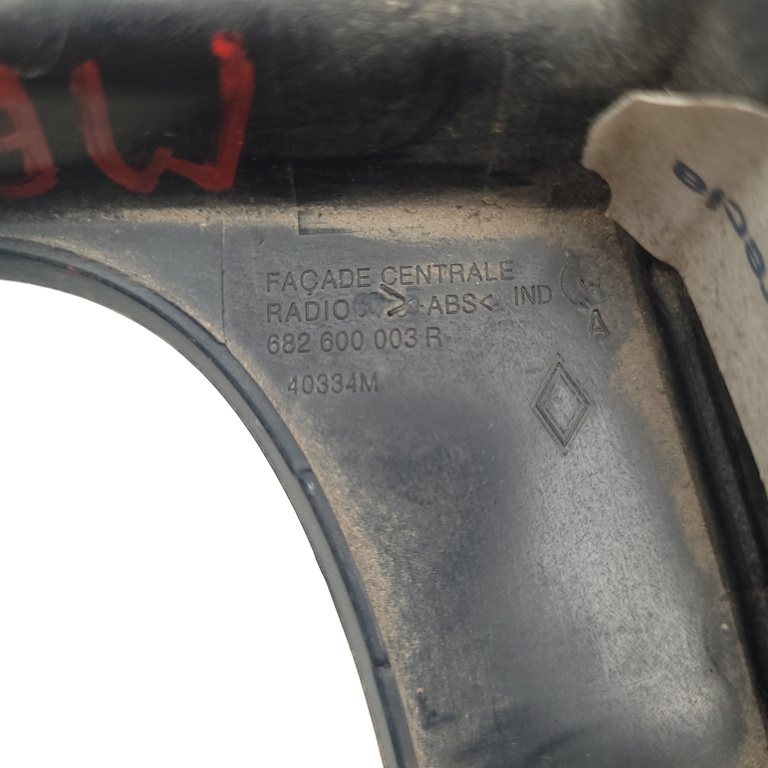 FAÇADE CENTRALE
RADIO >ABS< IND
A
682 600 003 R
40334M